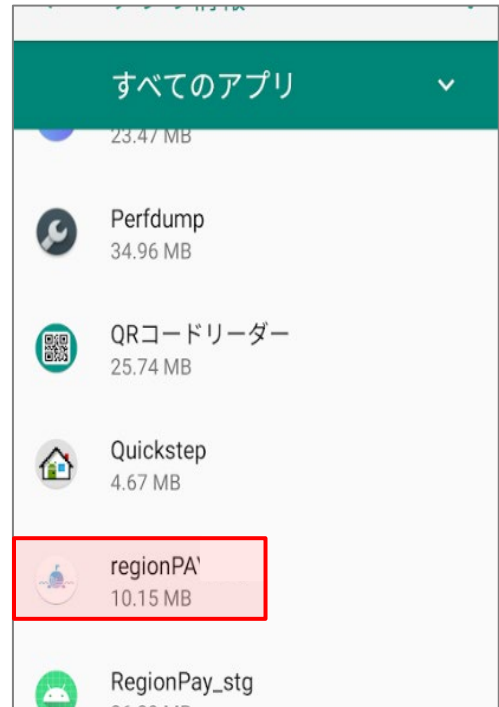 すべてのアプリ
23.47 MB
Perfdump
34.96 MB
QRコードリーダー
25.74 MB
Quickstep
4.67 MB
regionPAY
10.15 MB
RegionPay_stg